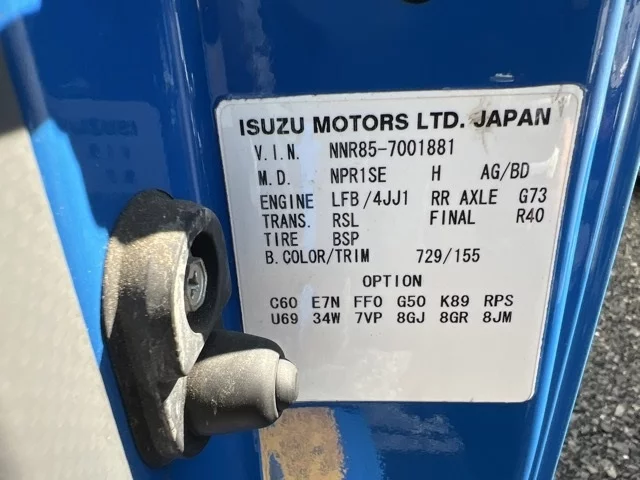 ISUZU MOTORS LTD. JAPAN
V.I.N. NNR85-7001881
M.D. NPR1SE H AG/BD
ENGINE LFB/4JJ1 RR AXLE G73
TRANS. RSL FINAL R40
TIRE BSP
B.COLOR/TRIM 729/155
OPTION
C60 E7N FF0 G50 K89 RPS
U69 34W 7VP 8GJ 8GR 8JM